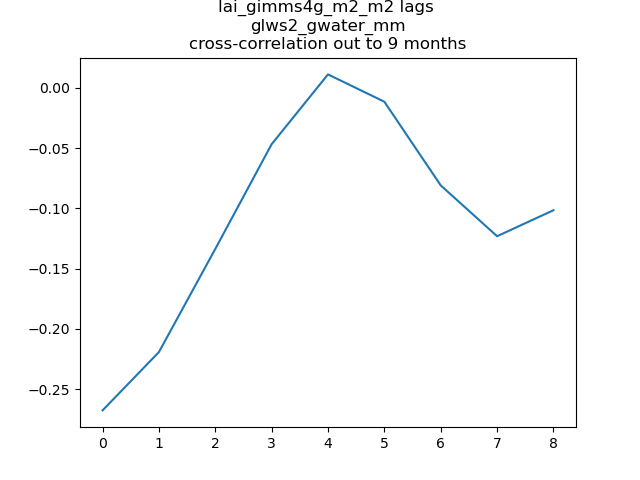 lai_gimms4g_m2_m2 lags
glws2_gwater_mm
cross-correlation out to 9 months
0.00
−0.05
−0.10
−0.15
−0.20
−0.25
0 1 2 3 4 5 6 7 8